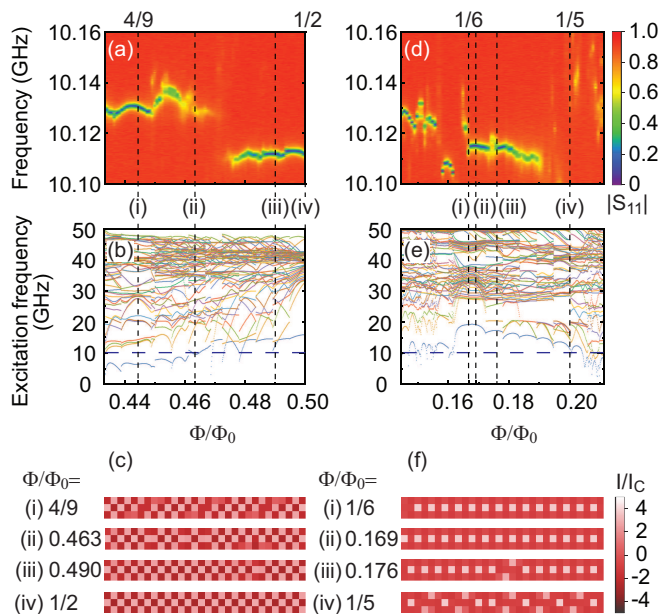 4/9 1/2 1/6 1/5
(a) (d)
Frequency (GHz)
10.16
10.14
10.12
10.10
10.16
10.14
10.12
10.10
1.0
0.8
0.6
0.4
0.2
0
|S11|
(i) (ii) (iii) (iv)
(i) (ii) (iii) (iv)
(b) (e)
Excitation frequency
(GHz)
50
40
30
20
10
0
50
40
30
20
10
0
0.44 0.46 0.48 0.50
0.16 0.18 0.20
Φ/Φ0 Φ/Φ0
(c) (f)
Φ/Φ0=
(i) 4/9
(ii) 0.463
(iii) 0.490
(iv) 1/2
Φ/Φ0=
(i) 1/6
(ii) 0.169
(iii) 0.176
(iv) 1/5
I/IC
4
2
0
-2
-4